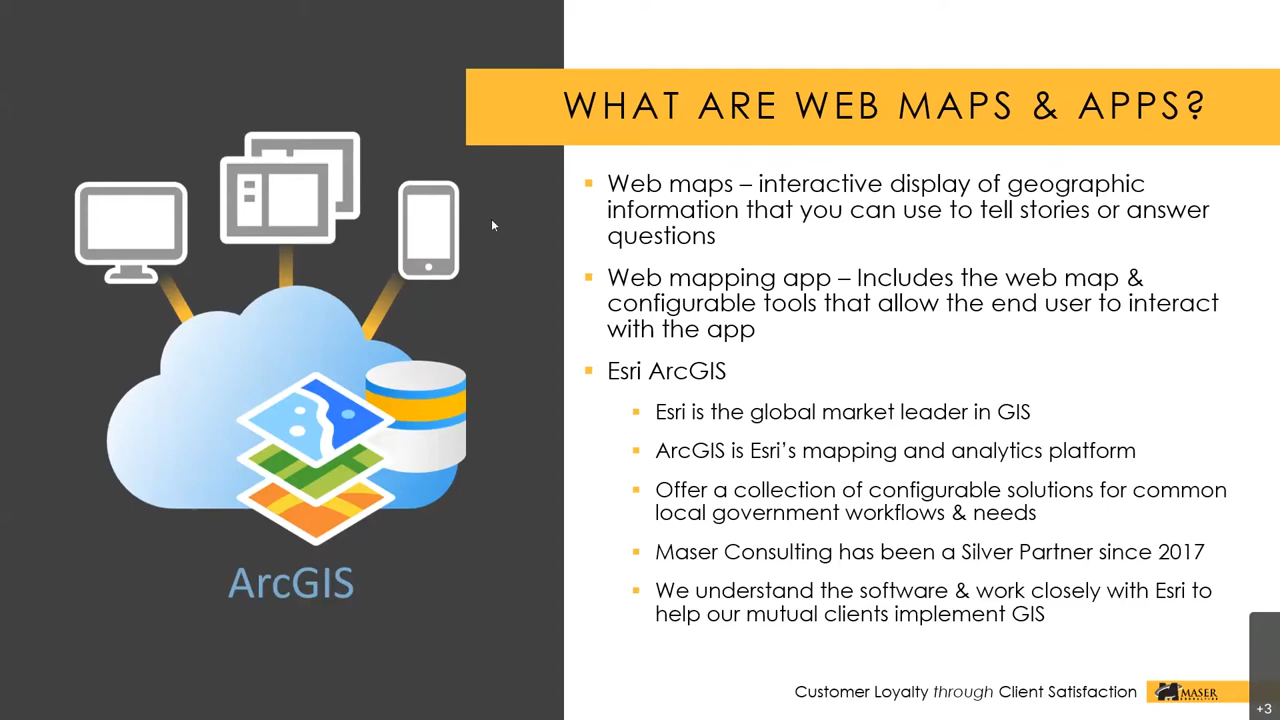 WHAT ARE WEB MAPS & APPS?
Web maps – interactive display of geographic
information that you can use to tell stories or answer
questions
Web mapping app – Includes the web map &
configurable tools that allow the end user to interact
with the app
Esri ArcGIS
Esri is the global market leader in GIS
ArcGIS is Esri's mapping and analytics platform
Offer a collection of configurable solutions for common
local government workflows & needs
Maser Consulting has been a Silver Partner since 2017
We understand the software & work closely with Esri to
help our mutual clients implement GIS
ArcGIS
Customer Loyalty through Client Satisfaction
MASER
+3